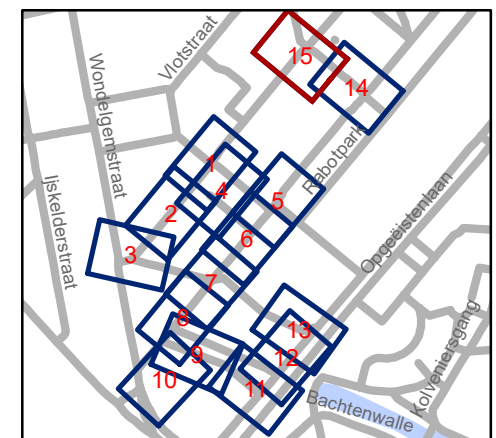 Vlotstraat
15
14
Wondelgemstraat
Rabotpark
1
4
5
Ijskelderstraat
2
6
Opgeëistenlaan
3
7
8
13
9
12
10
11
Kolveniersgang
Bachtenwalle